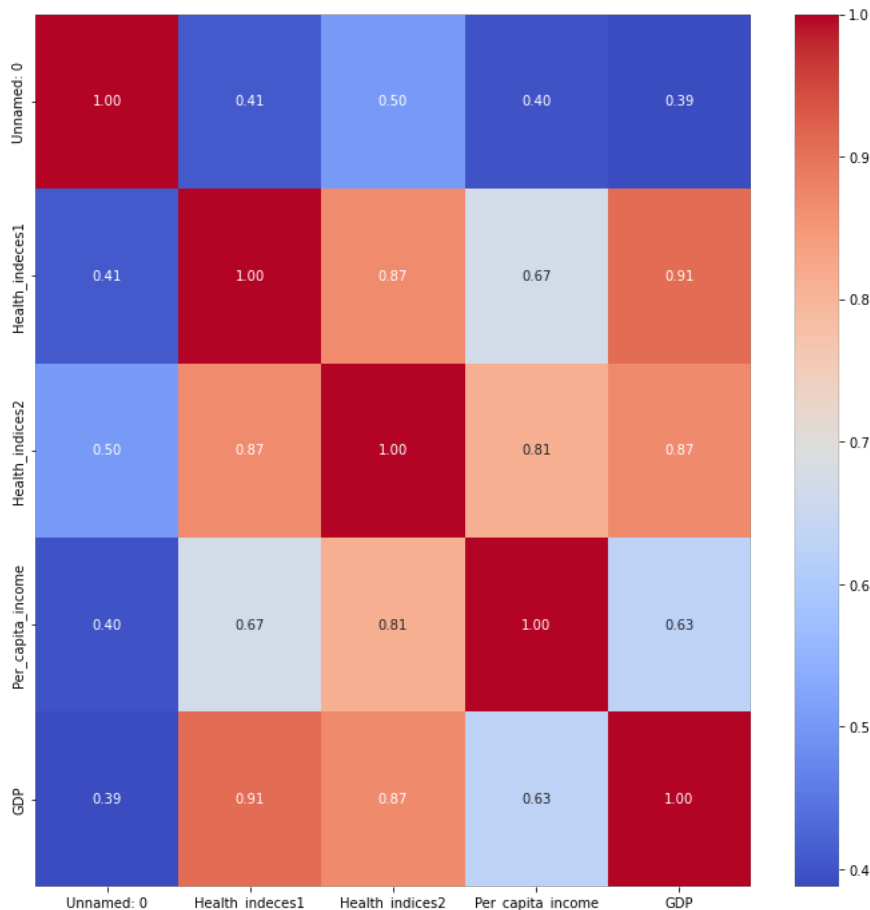 Unnamed: 0
1.00 0.41 0.50 0.40 0.39
Health_indeces1
0.41 1.00 0.87 0.67 0.91
Health_indices2
0.50 0.87 1.00 0.81 0.87
Per_capita_income
0.40 0.67 0.81 1.00 0.63
GDP
0.39 0.91 0.87 0.63 1.00
Unnamed: 0 Health_indeces1 Health_indices2 Per_capita_income GDP
1.0
0.9
0.8
0.7
0.6
0.5
0.4